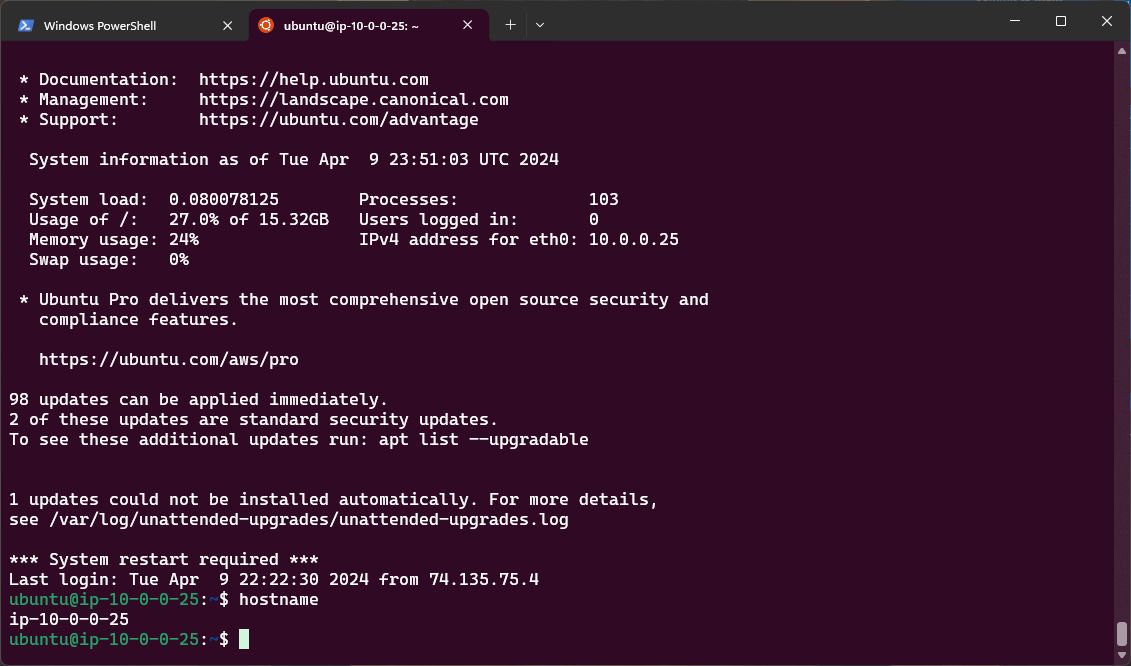 Windows PowerShell
ubuntu@ip-10-0-0-25: ~
* Documentation:  https://help.ubuntu.com
* Management:     https://landscape.canonical.com
* Support:        https://ubuntu.com/advantage
System information as of Tue Apr  9 23:51:03 UTC 2024
System load:  0.080078125        Processes:             103
Usage of /:   27.0% of 15.32GB   Users logged in:       0
Memory usage: 24%                IPv4 address for eth0: 10.0.0.25
Swap usage:   0%
* Ubuntu Pro delivers the most comprehensive open source security and
compliance features.
https://ubuntu.com/aws/pro
98 updates can be applied immediately.
2 of these updates are standard security updates.
To see these additional updates run: apt list --upgradable
1 updates could not be installed automatically. For more details,
see /var/log/unattended-upgrades/unattended-upgrades.log
*** System restart required ***
Last login: Tue Apr  9 22:22:30 2024 from 74.135.75.4
ubuntu@ip-10-0-0-25:~$ hostname
ip-10-0-0-25
ubuntu@ip-10-0-0-25:~$